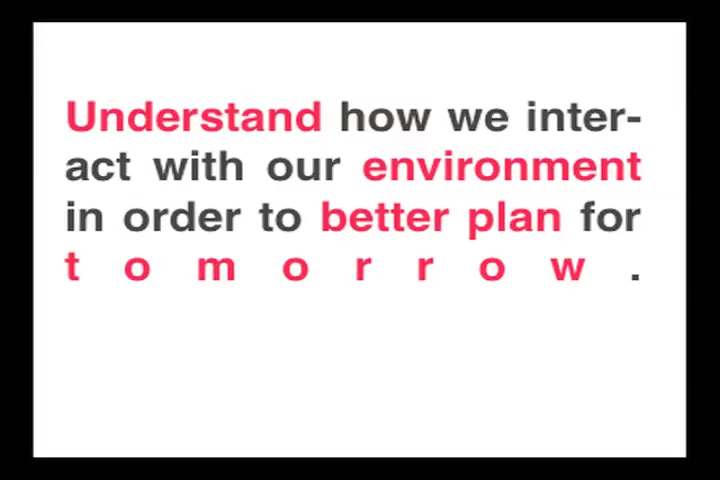 Understand how we inter-
act with our environment
in order to better plan for
t o m o r r o w .